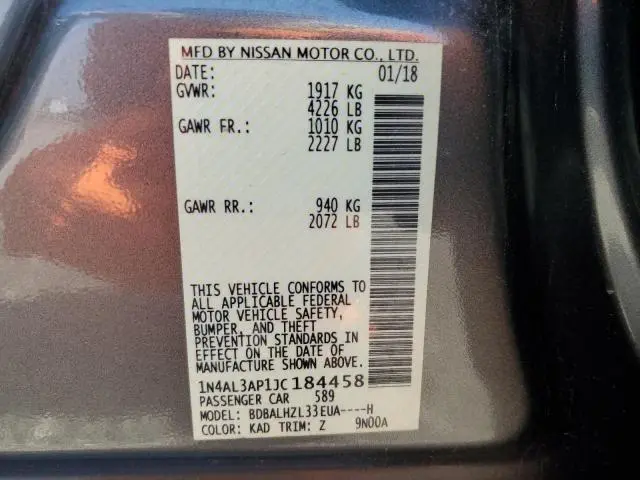 MFD BY NISSAN MOTOR CO., LTD.
DATE: 01/18
GVWR: 1917 KG
4226 LB
GAWR FR.: 1010 KG
2227 LB
GAWR RR.: 940 KG
2072 LB
THIS VEHICLE CONFORMS TO
ALL APPLICABLE FEDERAL
MOTOR VEHICLE SAFETY,
BUMPER, AND THEFT
PREVENTION STANDARDS IN
EFFECT ON THE DATE OF
MANUFACTURE SHOWN ABOVE.
1N4AL3AP1JC184458
PASSENGER CAR 589
MODEL: BDBALHZL33EUA----H
COLOR: KAD TRIM: Z 9N00A